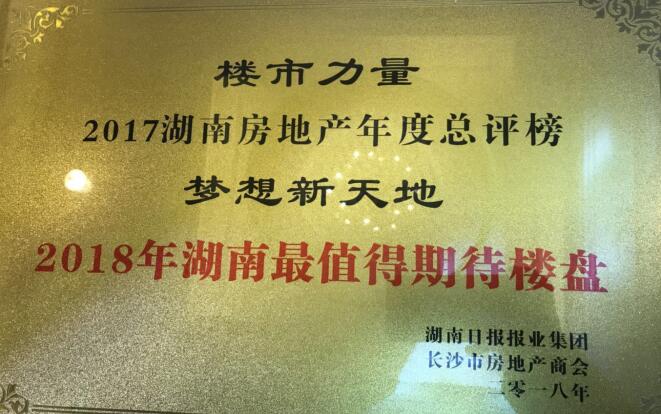 楼市力量
2017湖南房地产年度总评榜
梦想新天地
2018年湖南最值得期待楼盘
湖南日报报业集团
长沙市房地产商会
二零一八年